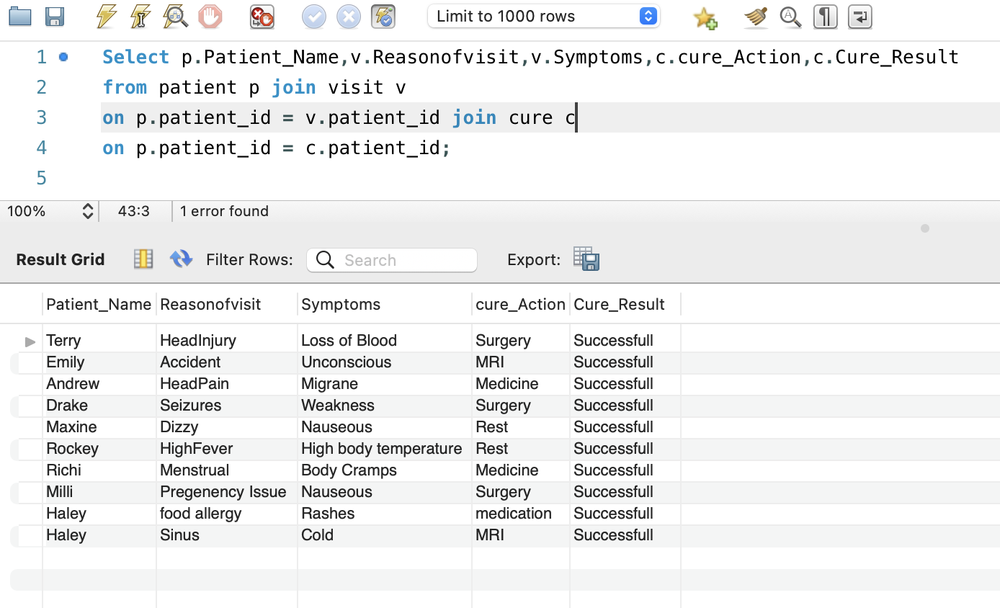 Limit to 1000 rows
1 Select p.Patient_Name,v.Reasonofvisit,v.Symptoms,c.cure_Action,c.Cure_Result
2 from patient p join visit v
3 on p.patient_id = v.patient_id join cure c
4 on p.patient_id = c.patient_id;
5
100% 43:3 1 error found
Result Grid Filter Rows: Search Export:
Patient_Name Reasonofvisit Symptoms cure_Action Cure_Result
Terry HeadInjury Loss of Blood Surgery Successfull
Emily Accident Unconscious MRI Successfull
Andrew HeadPain Migrane Medicine Successfull
Drake Seizures Weakness Surgery Successfull
Maxine Dizzy Nauseous Rest Successfull
Rockey HighFever High body temperature Rest Successfull
Richi Menstrual Body Cramps Medicine Successfull
Milli Pregenency Issue Nauseous Surgery Successfull
Haley food allergy Rashes medication Successfull
Haley Sinus Cold MRI Successfull